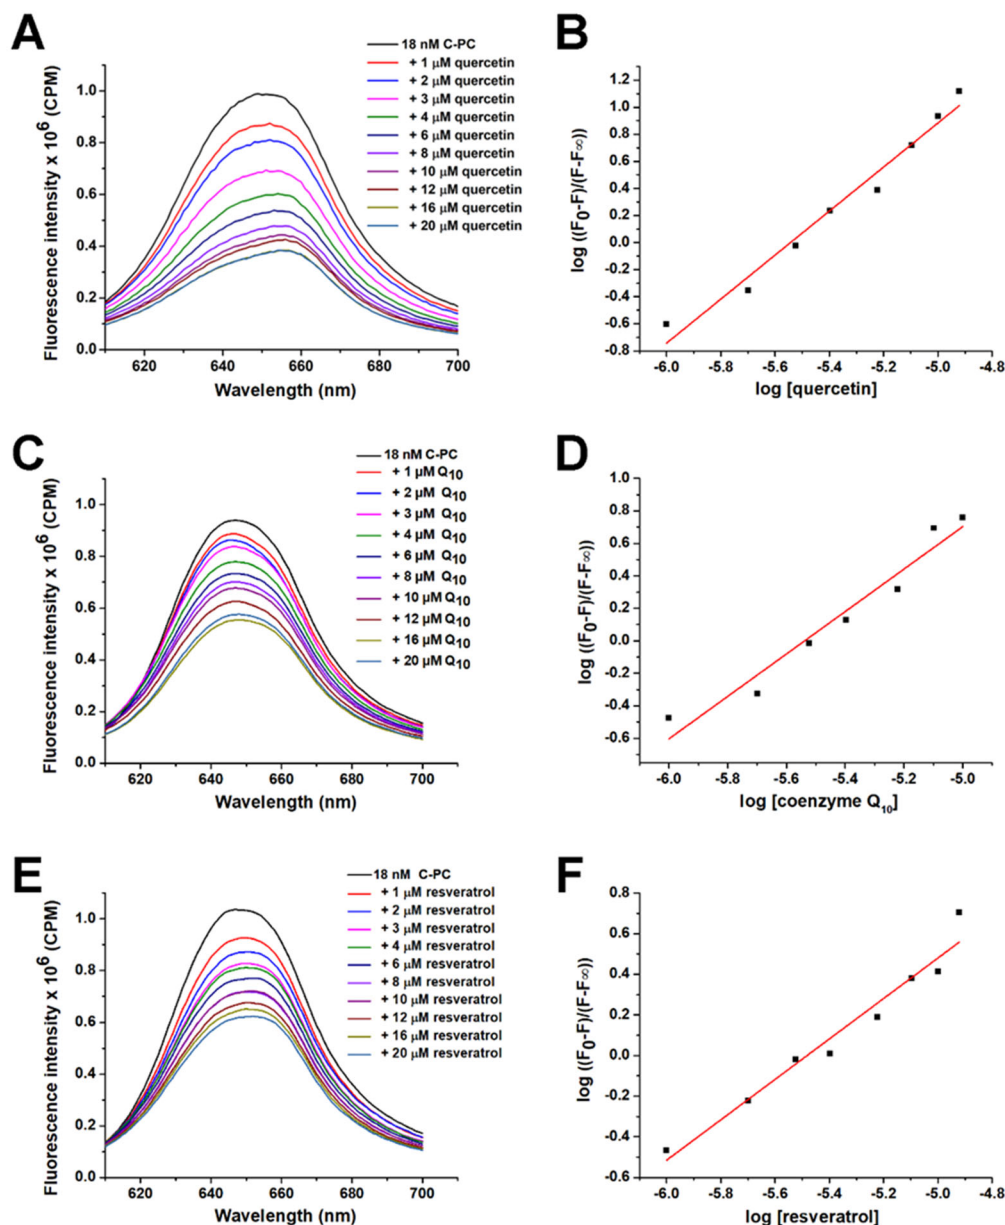 A
18 nM C-PC
+ 1 μM quercetin
+ 2 μM quercetin
+ 3 μM quercetin
+ 4 μM quercetin
+ 6 μM quercetin
+ 8 μM quercetin
+ 10 μM quercetin
+ 12 μM quercetin
+ 16 μM quercetin
+ 20 μM quercetin
1.0
0.8
0.6
0.4
0.2
0.0
Fluorescence intensity x 10⁶ (CPM)
620 640 660 680 700
Wavelength (nm)
B
1.2
1.0
0.8
0.6
0.4
0.2
0.0
-0.2
-0.4
-0.6
-0.8
log ((F₀-F)/(F-F∞))
-6.0 -5.8 -5.6 -5.4 -5.2 -5.0 -4.8
log [quercetin]
C
18 nM C-PC
+ 1 μM Q₁₀
+ 2 μM Q₁₀
+ 3 μM Q₁₀
+ 4 μM Q₁₀
+ 6 μM Q₁₀
+ 8 μM Q₁₀
+ 10 μM Q₁₀
+ 12 μM Q₁₀
+ 16 μM Q₁₀
+ 20 μM Q₁₀
1.0
0.8
0.6
0.4
0.2
0.0
Fluorescence intensity x 10⁶ (CPM)
620 640 660 680 700
Wavelength (nm)
D
1.0
0.8
0.6
0.4
0.2
0.0
-0.2
-0.4
-0.6
log ((F₀-F)/(F-F∞))
-6.0 -5.8 -5.6 -5.4 -5.2 -5.0
log [coenzyme Q₁₀]
E
18 nM C-PC
+ 1 μM resveratrol
+ 2 μM resveratrol
+ 3 μM resveratrol
+ 4 μM resveratrol
+ 6 μM resveratrol
+ 8 μM resveratrol
+ 10 μM resveratrol
+ 12 μM resveratrol
+ 16 μM resveratrol
+ 20 μM resveratrol
1.0
0.8
0.6
0.4
0.2
0.0
Fluorescence intensity x 10⁶ (CPM)
620 640 660 680 700
Wavelength (nm)
F
0.8
0.6
0.4
0.2
0.0
-0.2
-0.4
-0.6
log ((F₀-F)/(F-F∞))
-6.0 -5.8 -5.6 -5.4 -5.2 -5.0 -4.8
log [resveratrol]